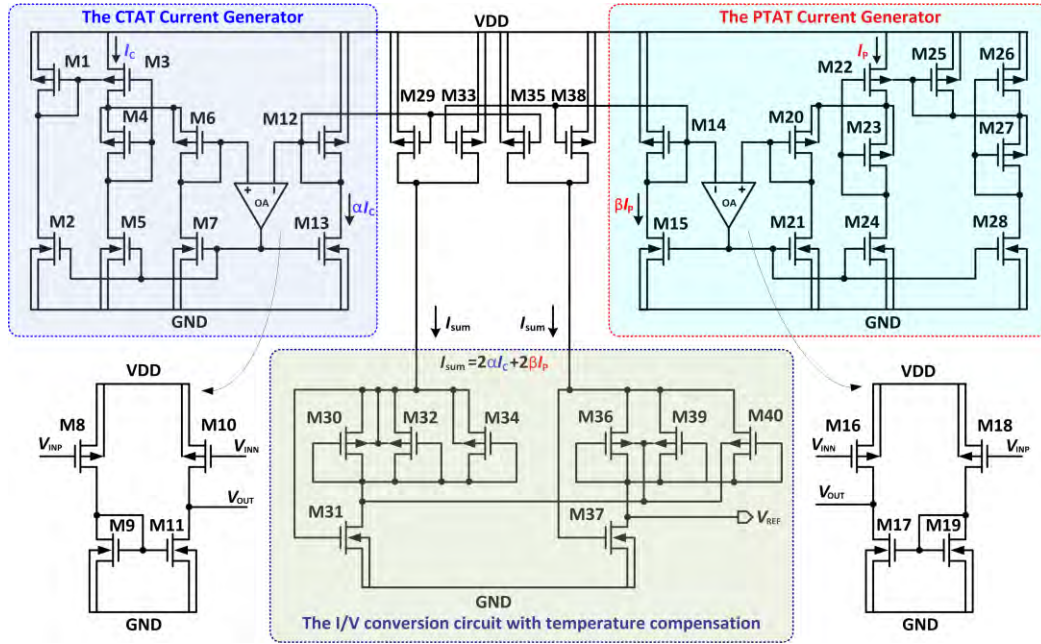 The CTAT Current Generator
VDD
The PTAT Current Generator
M1
IC
M3
M4
M6
M12
M29
M33
M35
M38
M14
M20
IP
M22
M25
M26
M23
M27
+
−
OA
αIC
−
+
OA
βIP
M2
M5
M7
M13
M15
M21
M24
M28
GND
GND
Isum
Isum
Isum =2αIC+2βIP
VDD
M8
M10
VINP
VINN
VOUT
M9
M11
GND
M30
M32
M34
M36
M39
M40
M31
M37
VREF
GND
The I/V conversion circuit with temperature compensation
VDD
M16
M18
VINN
VINP
VOUT
M17
M19
GND